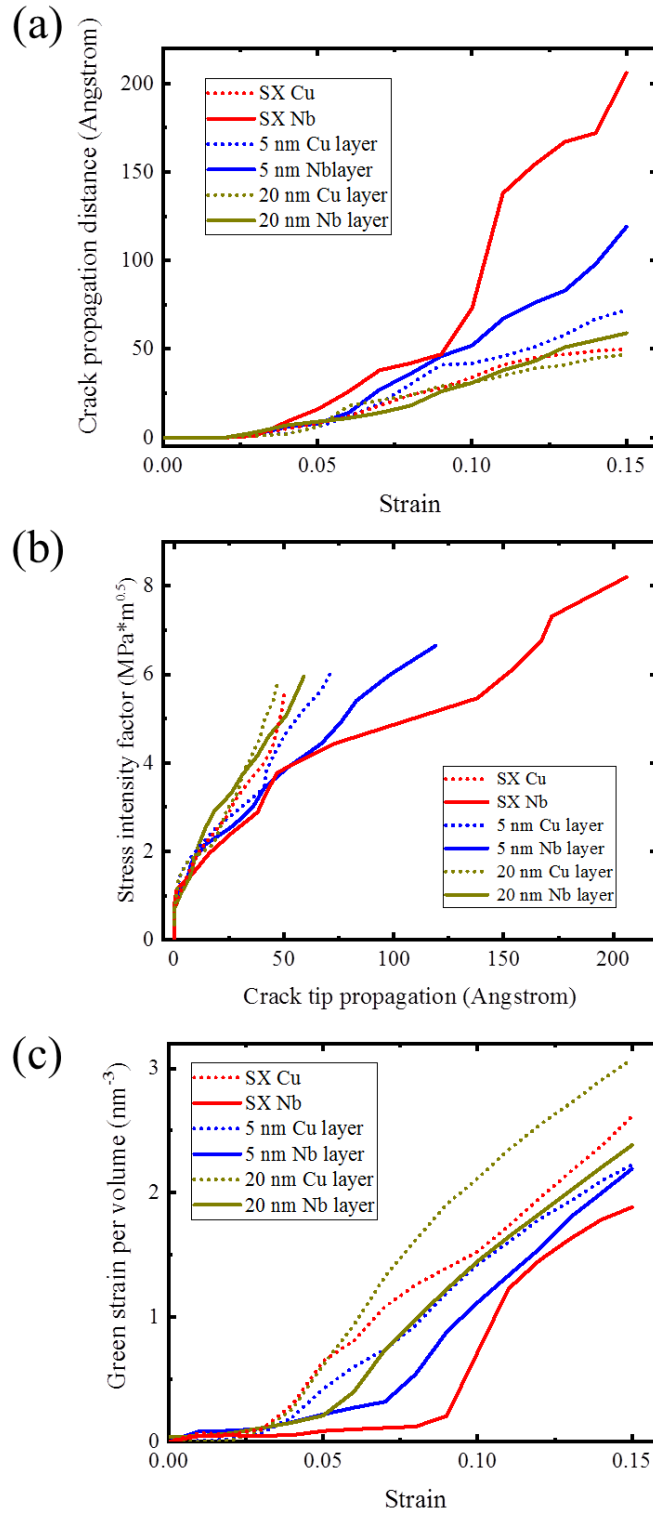 (a)
Crack propagation distance (Angstrom)
200
150
100
50
0
SX Cu
SX Nb
5 nm Cu layer
5 nm Nblayer
20 nm Cu layer
20 nm Nb layer
0.00 0.05 0.10 0.15
Strain
(b)
Stress intensity factor (MPa*m^0.5)
8
6
4
2
0
SX Cu
SX Nb
5 nm Cu layer
5 nm Nb layer
20 nm Cu layer
20 nm Nb layer
0 50 100 150 200
Crack tip propagation (Angstrom)
(c)
Green strain per volume (nm^-3)
3
2
1
0
SX Cu
SX Nb
5 nm Cu layer
5 nm Nb layer
20 nm Cu layer
20 nm Nb layer
0.00 0.05 0.10 0.15
Strain